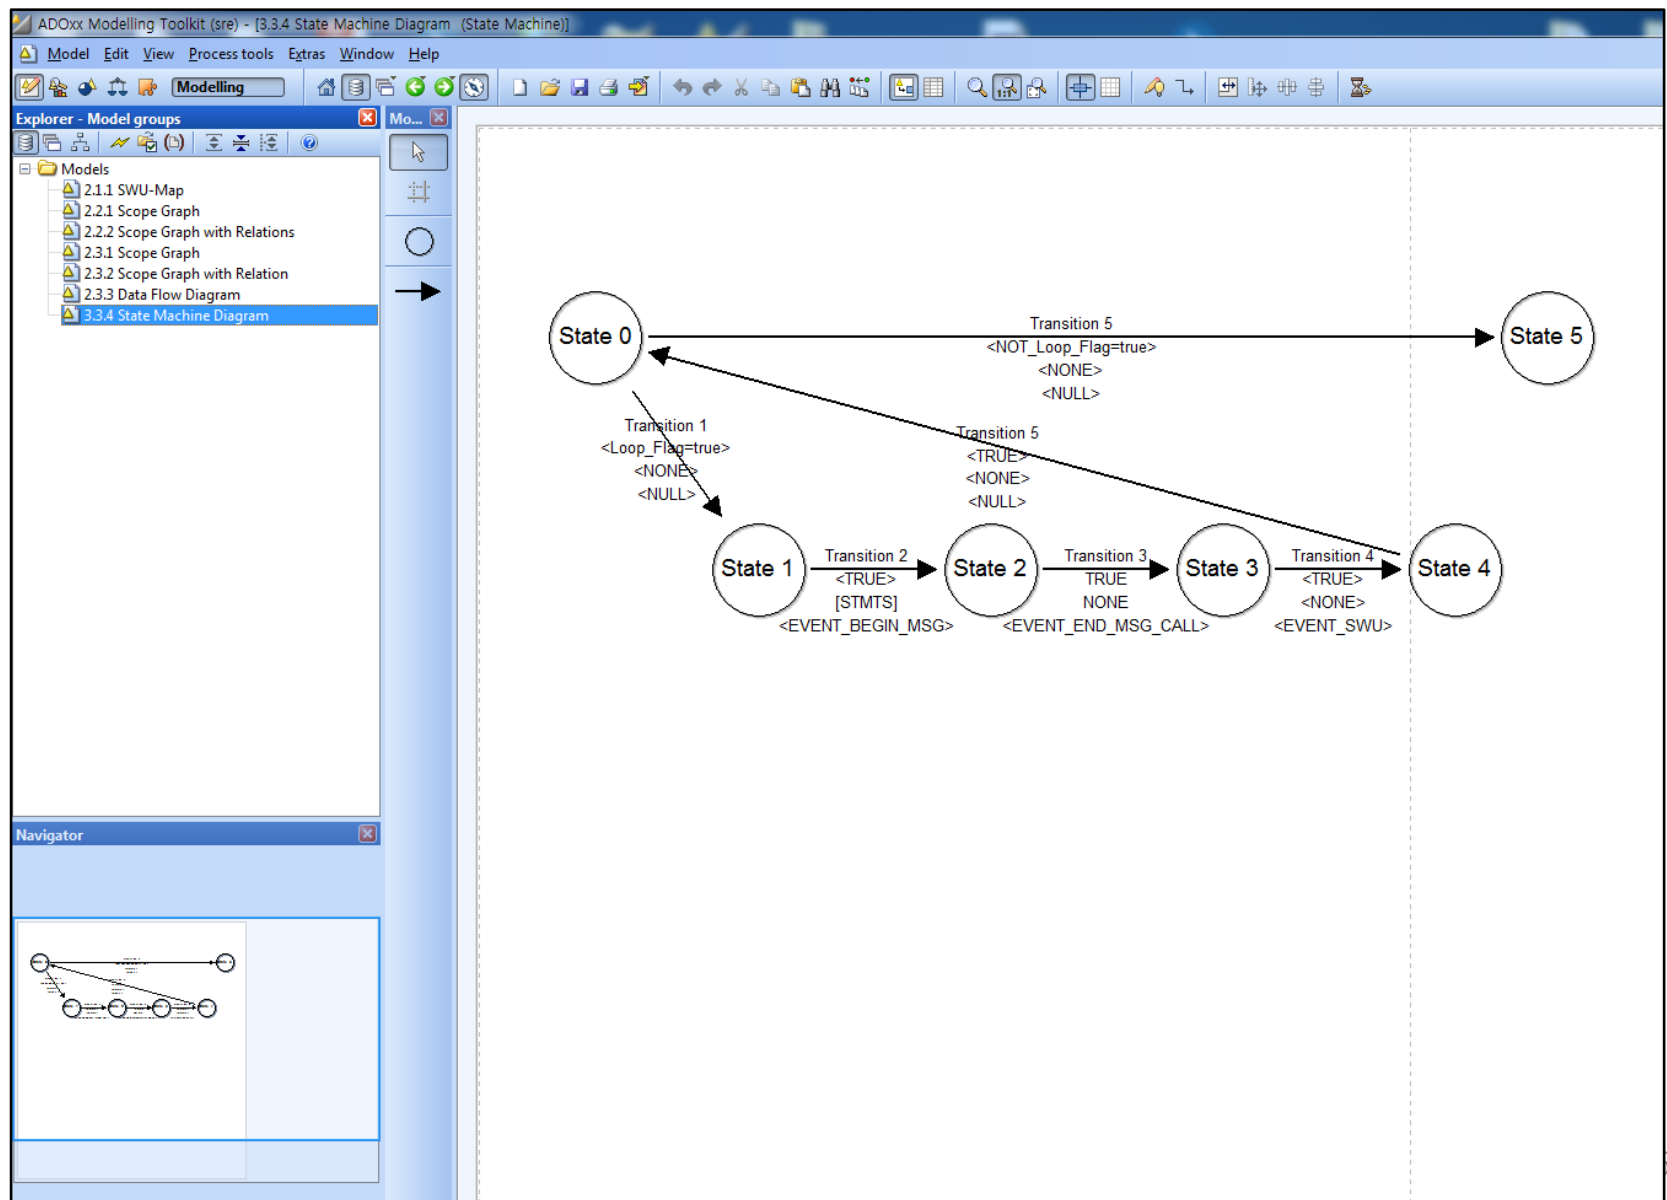 ADOxx Modelling Toolkit (sre) - [3.3.4 State Machine Diagram (State Machine)]
Model Edit View Process tools Extras Window Help
Modelling
Explorer - Model groups
Mo...
Models
2.1.1 SWU-Map
2.2.1 Scope Graph
2.2.2 Scope Graph with Relations
2.3.1 Scope Graph
2.3.2 Scope Graph with Relation
2.3.3 Data Flow Diagram
3.3.4 State Machine Diagram
State 0
Transition 5
<NOT_Loop_Flag=true>
<NONE>
<NULL>
State 5
Transition 1
<Loop_Flag=true>
<NONE>
<NULL>
Transition 5
<TRUE>
<NONE>
<NULL>
State 1
Transition 2
<TRUE>
[STMTS]
<EVENT_BEGIN_MSG>
State 2
Transition 3
TRUE
NONE
<EVENT_END_MSG_CALL>
State 3
Transition 4
<TRUE>
<NONE>
<EVENT_SWU>
State 4
Navigator